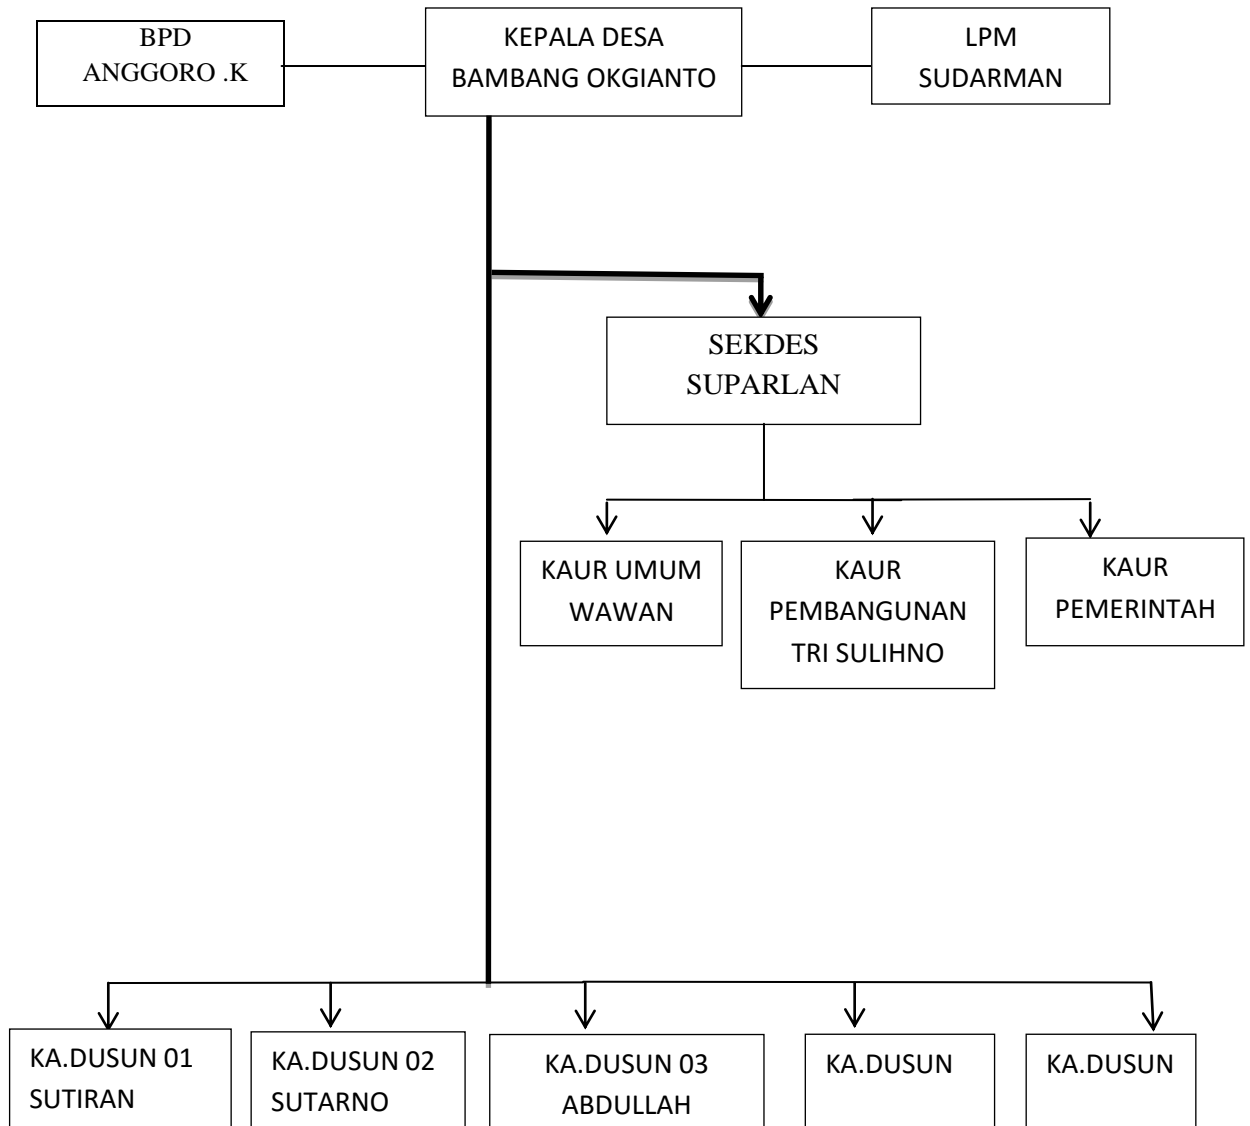 BPD
ANGGORO .K
KEPALA DESA
BAMBANG OKGIANTO
LPM
SUDARMAN
SEKDES
SUPARLAN
KAUR UMUM
WAWAN
KAUR
PEMBANGUNAN
TRI SULIHNO
KAUR
PEMERINTAH
KA.DUSUN 01
SUTIRAN
KA.DUSUN 02
SUTARNO
KA.DUSUN 03
ABDULLAH
KA.DUSUN
KA.DUSUN